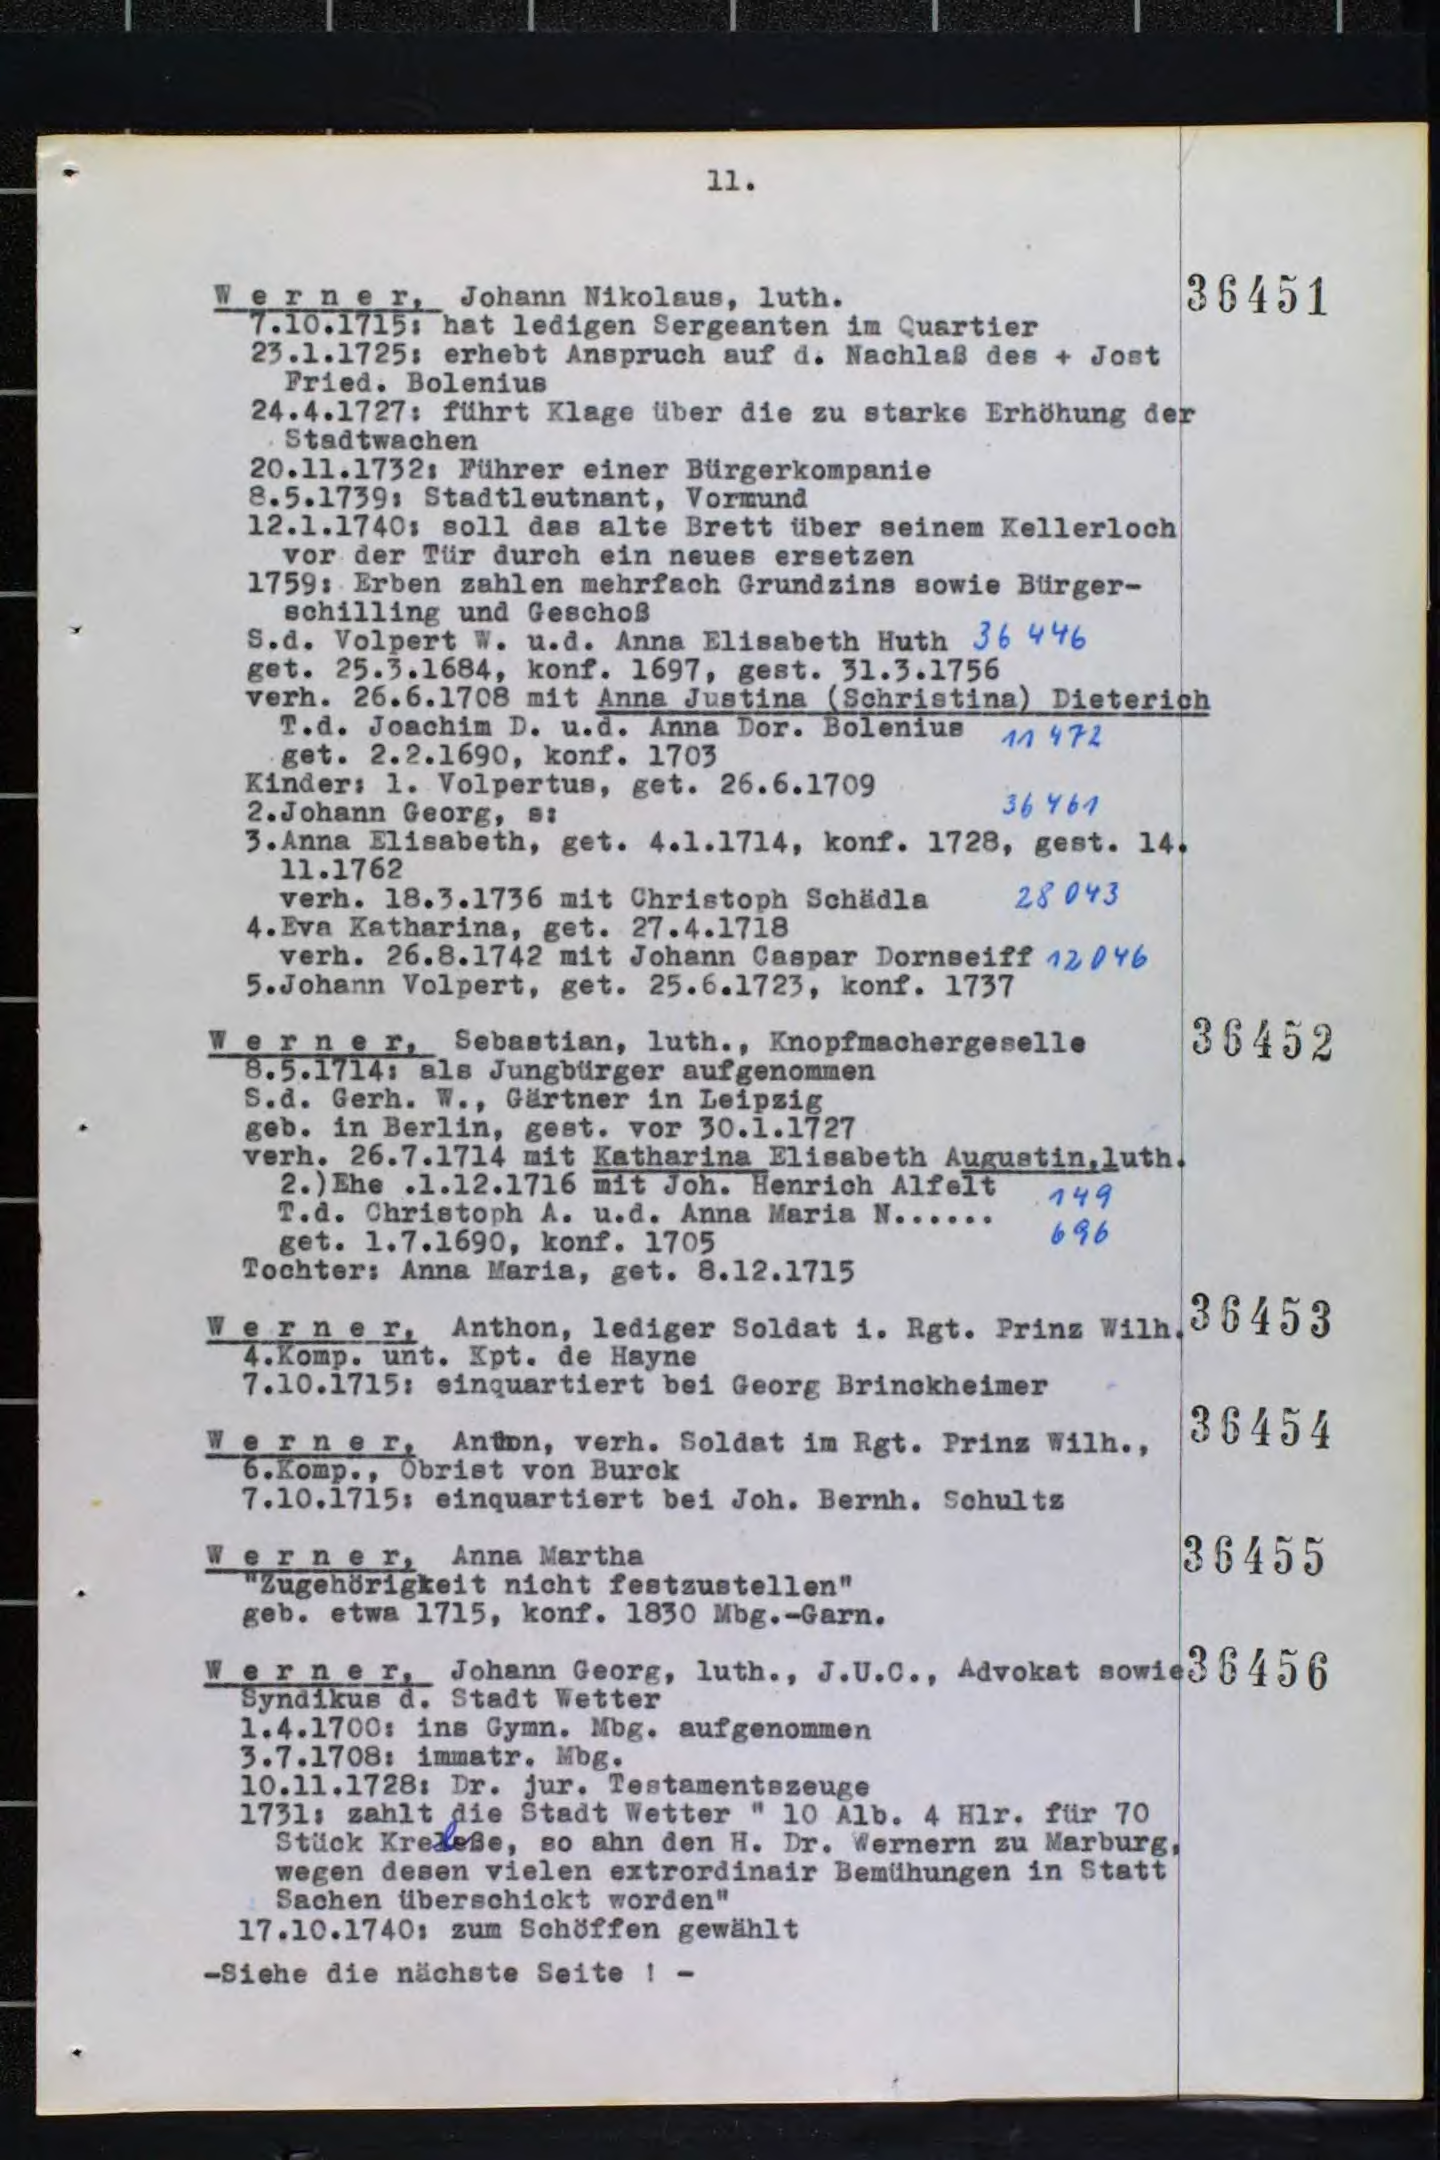 11.
W e r n e r, Johann Nikolaus, luth. 36451
7.10.1715: hat ledigen Sergeanten im Quartier
23.1.1725: erhebt Anspruch auf d. Nachlaß des + Jost
Fried. Bolenius
24.4.1727: führt Klage über die zu starke Erhöhung der
Stadtwachen
20.11.1732: Führer einer Bürgerkompanie
8.5.1739: Stadtleutnant, Vormund
12.1.1740: soll das alte Brett über seinem Kellerloch
vor der Tür durch ein neues ersetzen
1759: Erben zahlen mehrfach Grundzins sowie Bürger-
schilling und Geschoß
S.d. Volpert W. u.d. Anna Elisabeth Huth 36 446
get. 25.3.1684, konf. 1697, gest. 31.3.1756
verh. 26.6.1708 mit Anna Justina (Schristina) Dieterich
T.d. Joachim D. u.d. Anna Dor. Bolenius 11 472
get. 2.2.1690, konf. 1703
Kinder: 1. Volpertus, get. 26.6.1709
2.Johann Georg, s: 36 461
3.Anna Elisabeth, get. 4.1.1714, konf. 1728, gest. 14.
11.1762
verh. 18.3.1736 mit Christoph Schädla 28 043
4.Eva Katharina, get. 27.4.1718
verh. 26.8.1742 mit Johann Caspar Dornseiff 12 046
5.Johann Volpert, get. 25.6.1723, konf. 1737
W e r n e r, Sebastian, luth., Knopfmachergeselle 36452
8.5.1714: als Jungbürger aufgenommen
S.d. Gerh. W., Gärtner in Leipzig
geb. in Berlin, gest. vor 30.1.1727
verh. 26.7.1714 mit Katharina Elisabeth Augustin,luth.
2.)Ehe .1.12.1716 mit Joh. Henrich Alfelt 149
T.d. Christoph A. u.d. Anna Maria N...... 696
get. 1.7.1690, konf. 1705
Tochter: Anna Maria, get. 8.12.1715
W e r n e r, Anthon, lediger Soldat i. Rgt. Prinz Wilh. 36453
4.Komp. unt. Kpt. de Hayne
7.10.1715: einquartiert bei Georg Brinckheimer
W e r n e r, Anthon, verh. Soldat im Rgt. Prinz Wilh., 36454
6.Komp., Obrist von Burck
7.10.1715: einquartiert bei Joh. Bernh. Schultz
W e r n e r, Anna Martha 36455
"Zugehörigkeit nicht festzustellen"
geb. etwa 1715, konf. 1830 Mbg.-Garn.
W e r n e r, Johann Georg, luth., J.U.C., Advokat sowie 36456
Syndikus d. Stadt Wetter
1.4.1700: ins Gymn. Mbg. aufgenommen
3.7.1708: immatr. Mbg.
10.11.1728: Dr. jur. Testamentszeuge
1731: zahlt die Stadt Wetter " 10 Alb. 4 Hlr. für 70
Stück so ahn den H. Dr. Wernern zu Marburg,
wegen desen vielen extrordinair Bemühungen in Statt
Sachen überschickt worden"
17.10.1740: zum Schöffen gewählt
-Siehe die nächste Seite ! -